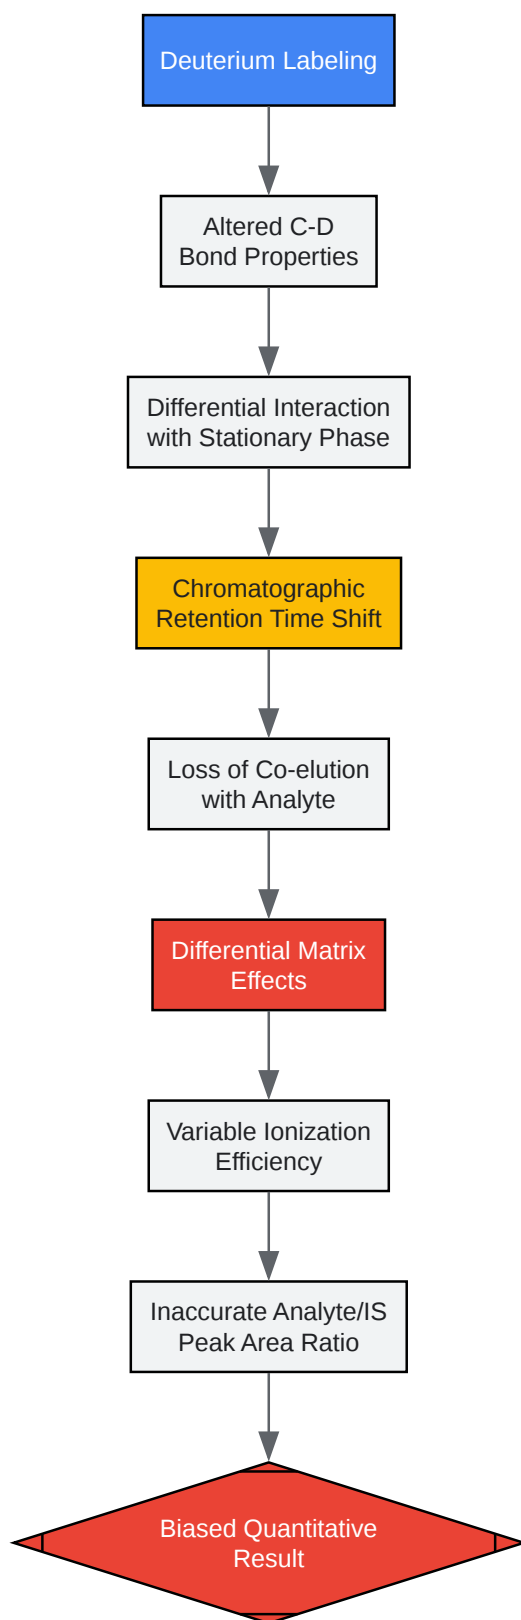 Deuterium Labeling
Altered C-D
Bond Properties
Differential Interaction
with Stationary Phase
Chromatographic
Retention Time Shift
Loss of Co-elution
with Analyte
Differential Matrix
Effects
Variable Ionization
Efficiency
Inaccurate Analyte/IS
Peak Area Ratio
Biased Quantitative
Result